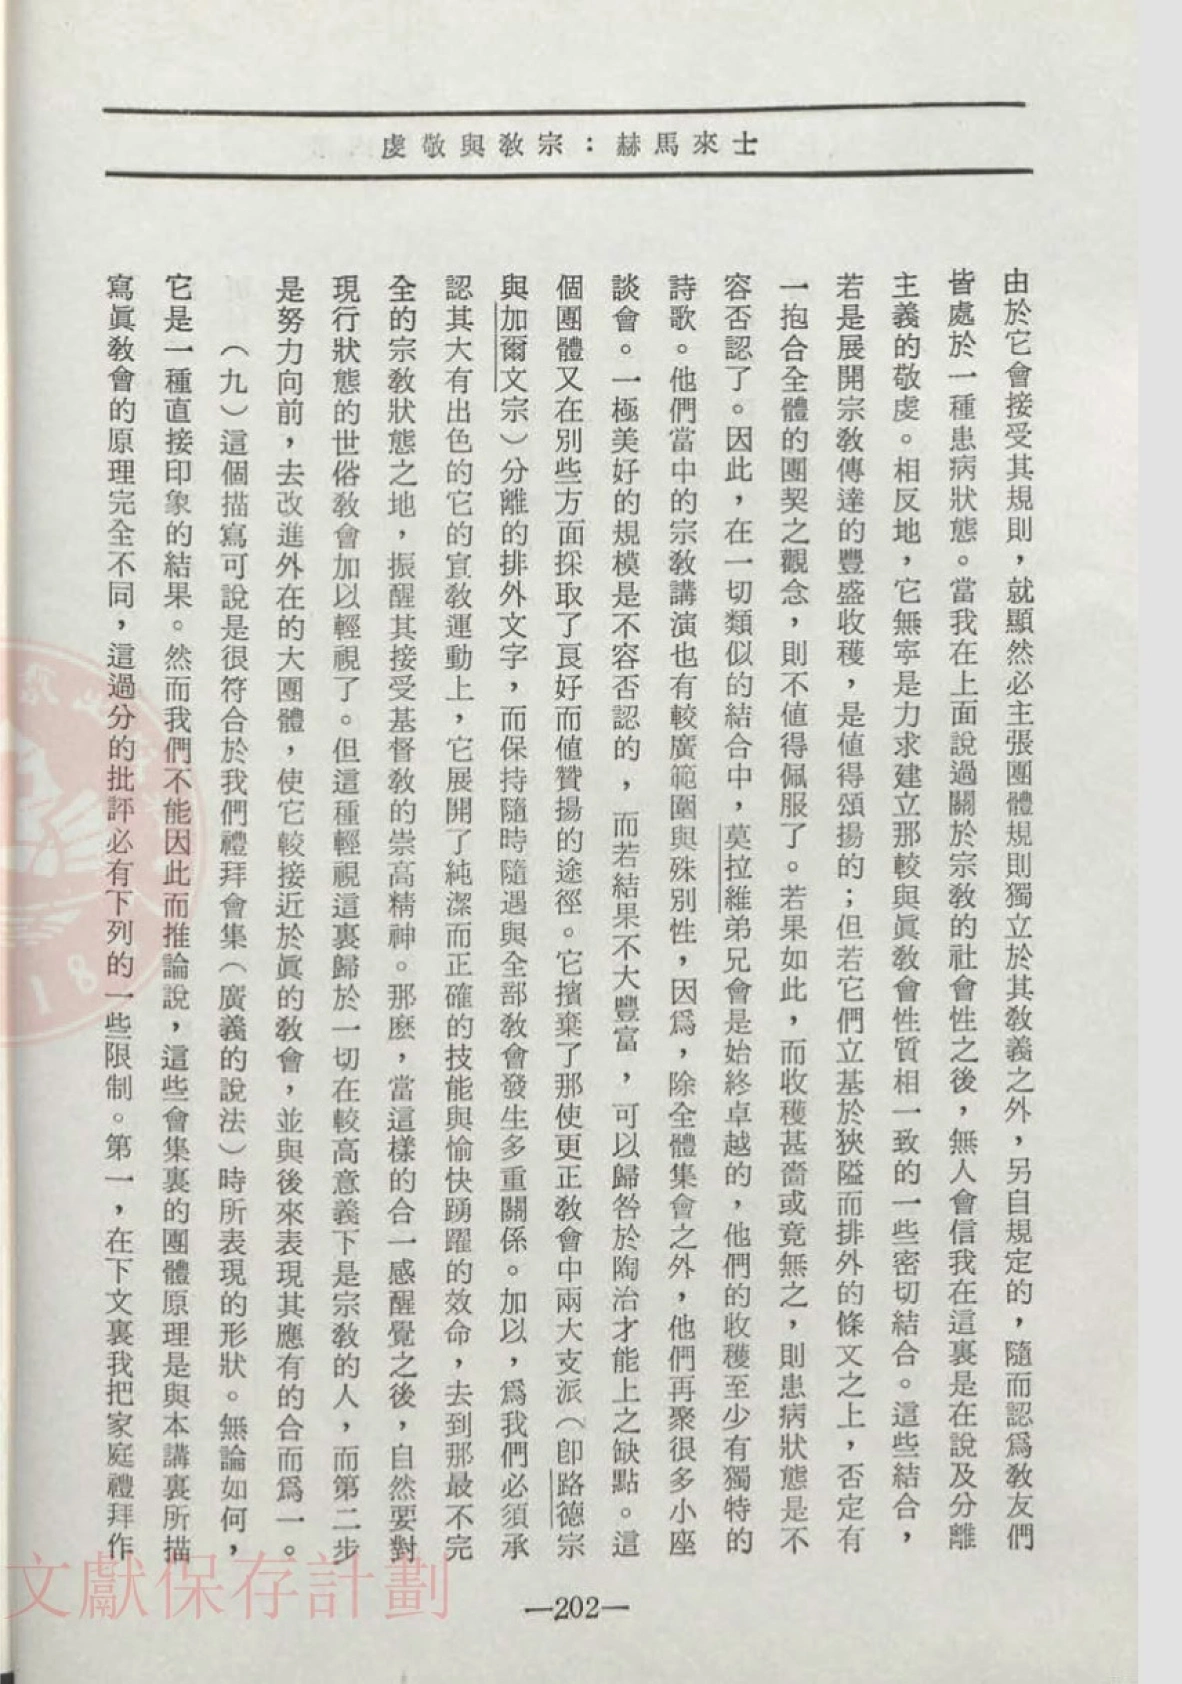 士來馬赫：宗教與敬虔
由於它會接受其規則，就顯然必主張團體規則獨立於其教義之外，另自規定的，隨而認爲教友們
皆處於一種患病狀態。當我在上面說過關於宗教的社會性之後，無人會信我在這裏是在說及分離
主義的敬虔。相反地，它無寧是力求建立那較與眞教會性質相一致的一些密切結合。這些結合，
若是展開宗教傳達的豐盛收穫，是值得頌揚的；但若它們立基於狹隘而排外的條文之上，否定有
一抱合全體的團契之觀念，則不值得佩服了。若果如此，而收穫甚嗇或竟無之，則患病狀態是不
容否認了。因此，在一切類似的結合中，莫拉維弟兄會是始終卓越的，他們的收穫至少有獨特的
詩歌。他們當中的宗教講演也有較廣範圍與殊別性，因爲，除全體集會之外，他們再聚很多小座
談會。一極美好的規模是不容否認的，而若結果不大豐富，可以歸咎於陶冶才能上之缺點。這
個團體又在別些方面採取了良好而值贊揚的途徑。它擯棄了那使更正教會中兩大支派（卽路德宗
與加爾文宗）分離的排外文字，而保持隨時隨遇與全部教會發生多重關係。加以，爲我們必須承
認其大有出色的它的宣教運動上，它展開了純潔而正確的技能與愉快踴躍的效命，去到那最不完
全的宗教狀態之地，振醒其接受基督教的崇高精神。那麽，當這樣的合一感醒覺之後，自然要對
現行狀態的世俗教會加以輕視了。但這種輕視這裏歸於一切在較高意義下是宗教的人，而第二步
是努力向前，去改進外在的大團體，使它較接近於眞的教會，並與後來表現其應有的合而爲一。
（九）這個描寫可說是很符合於我們禮拜會集（廣義的說法）時所表現的形狀。無論如何，
它是一種直接印象的結果。然而我們不能因此而推論說，這些會集裏的團體原理是與本講裏所描
寫眞教會的原理完全不同，這過分的批評必有下列的一些限制。第一，在下文裏我把家庭禮拜作
—202—
文獻保存計劃
18